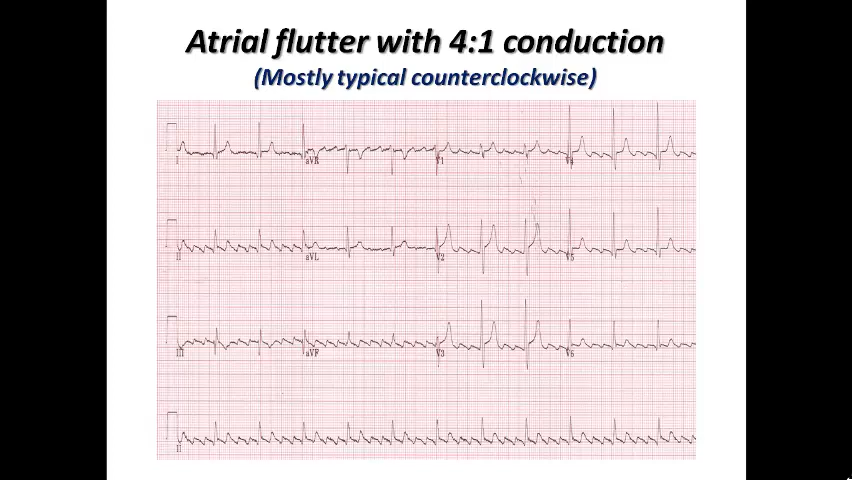 Atrial flutter with 4:1 conduction
(Mostly typical counterclockwise)
I aVR V1 V4
II aVL V2 V5
III aVF V3 V6
II